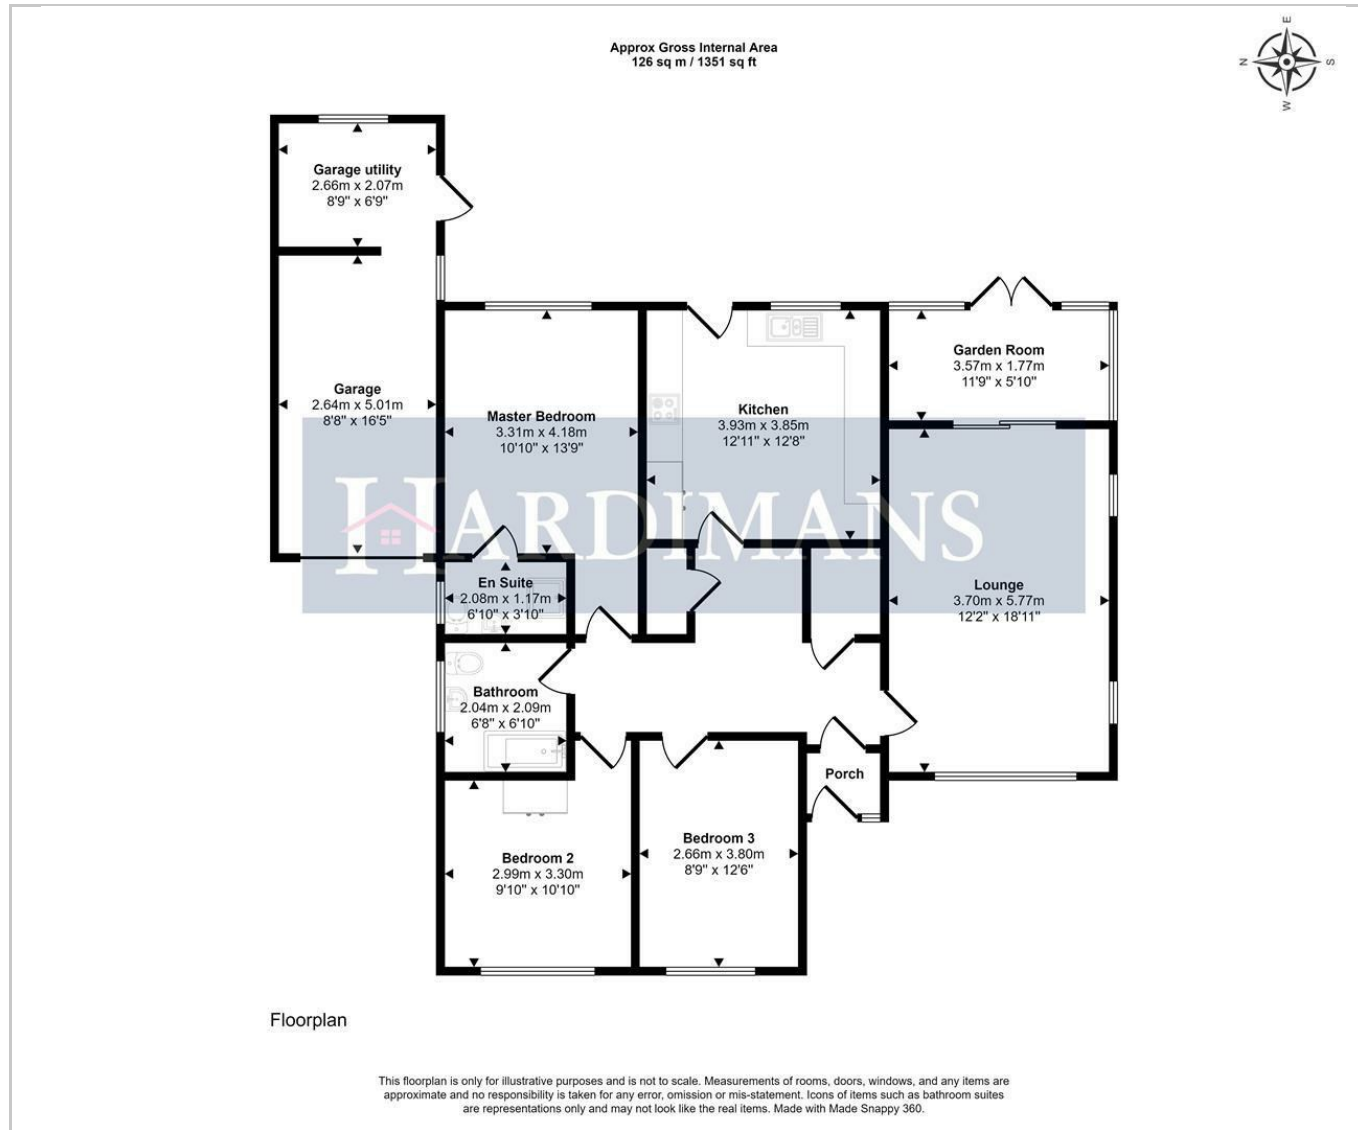 Approx Gross Internal Area
126 sq m / 1351 sq ft
E
N
S
W
Garage utility
2.66m x 2.07m
8'9" x 6'9"
Garage
2.64m x 5.01m
8'8" x 16'5"
Master Bedroom
3.31m x 4.18m
10'10" x 13'9"
Kitchen
3.93m x 3.85m
12'11" x 12'8"
Garden Room
3.57m x 1.77m
11'9" x 5'10"
HARDIMANS
En Suite
2.08m x 1.17m
6'10" x 3'10"
Lounge
3.70m x 5.77m
12'2" x 18'11"
Bathroom
2.04m x 2.09m
6'8" x 6'10"
Porch
Bedroom 2
2.99m x 3.30m
9'10" x 10'10"
Bedroom 3
2.66m x 3.80m
8'9" x 12'6"
Floorplan
This floorplan is only for illustrative purposes and is not to scale. Measurements of rooms, doors, windows, and any items are
approximate and no responsibility is taken for any error, omission or mis-statement. Icons of items such as bathroom suites
are representations only and may not look like the real items. Made with Made Snappy 360.